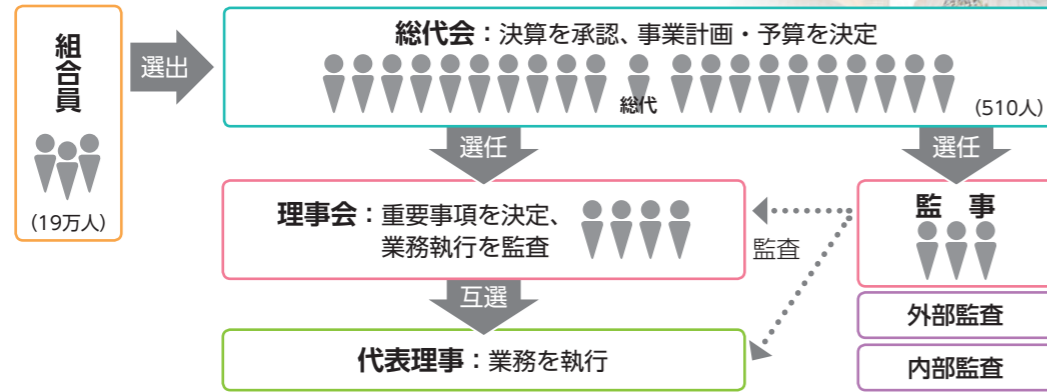 組合員
(19万人)
選出
総代会：決算を承認、事業計画・予算を決定
総代
(510人)
選任
選任
理事会：重要事項を決定、
業務執行を監査
監査
監 事
互選
外部監査
代表理事：業務を執行
内部監査